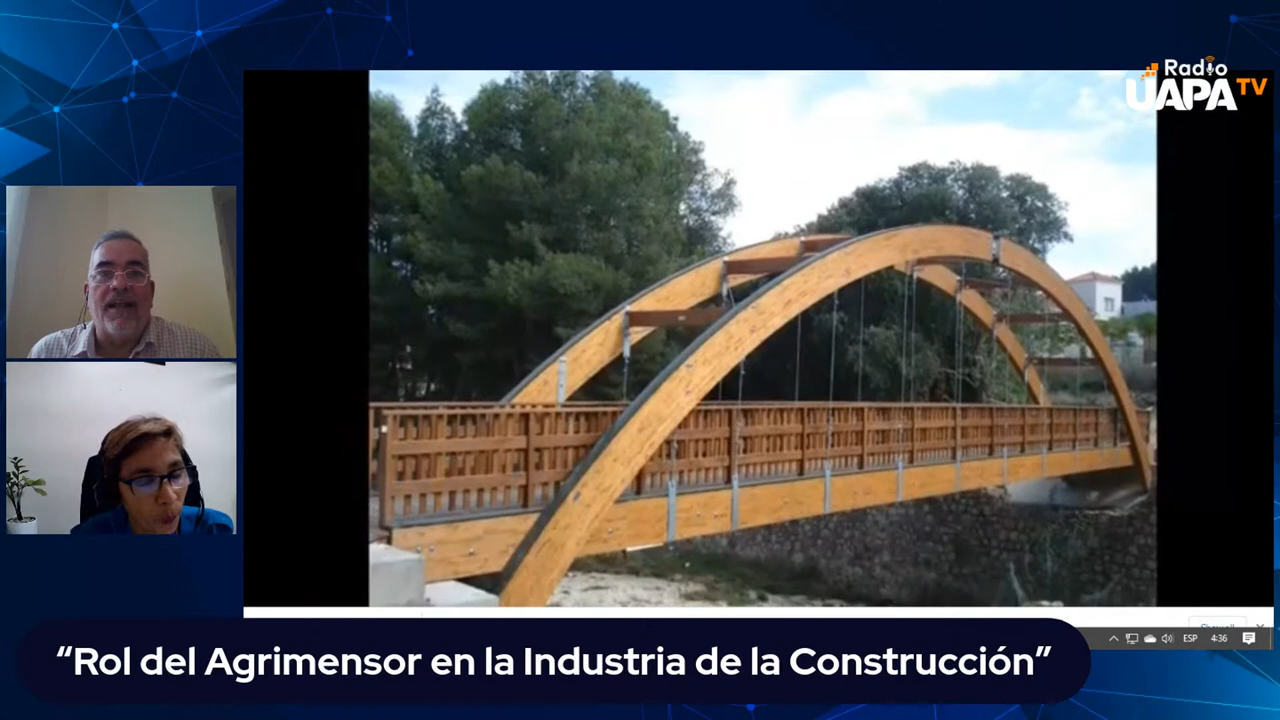 Radio
UAPA TV
ESP
4:36
“Rol del Agrimensor en la Industria de la Construcción”